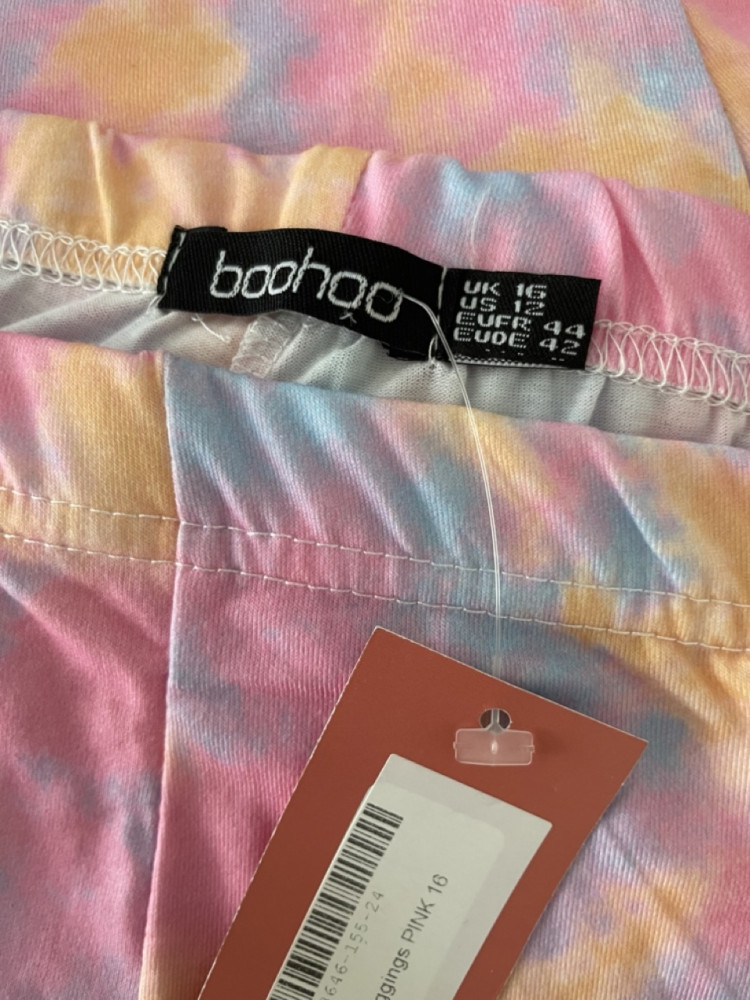 boohoo
UK 16
US 12
EUFR 44
EUDE 42
646-155-24
ggings PINK 16